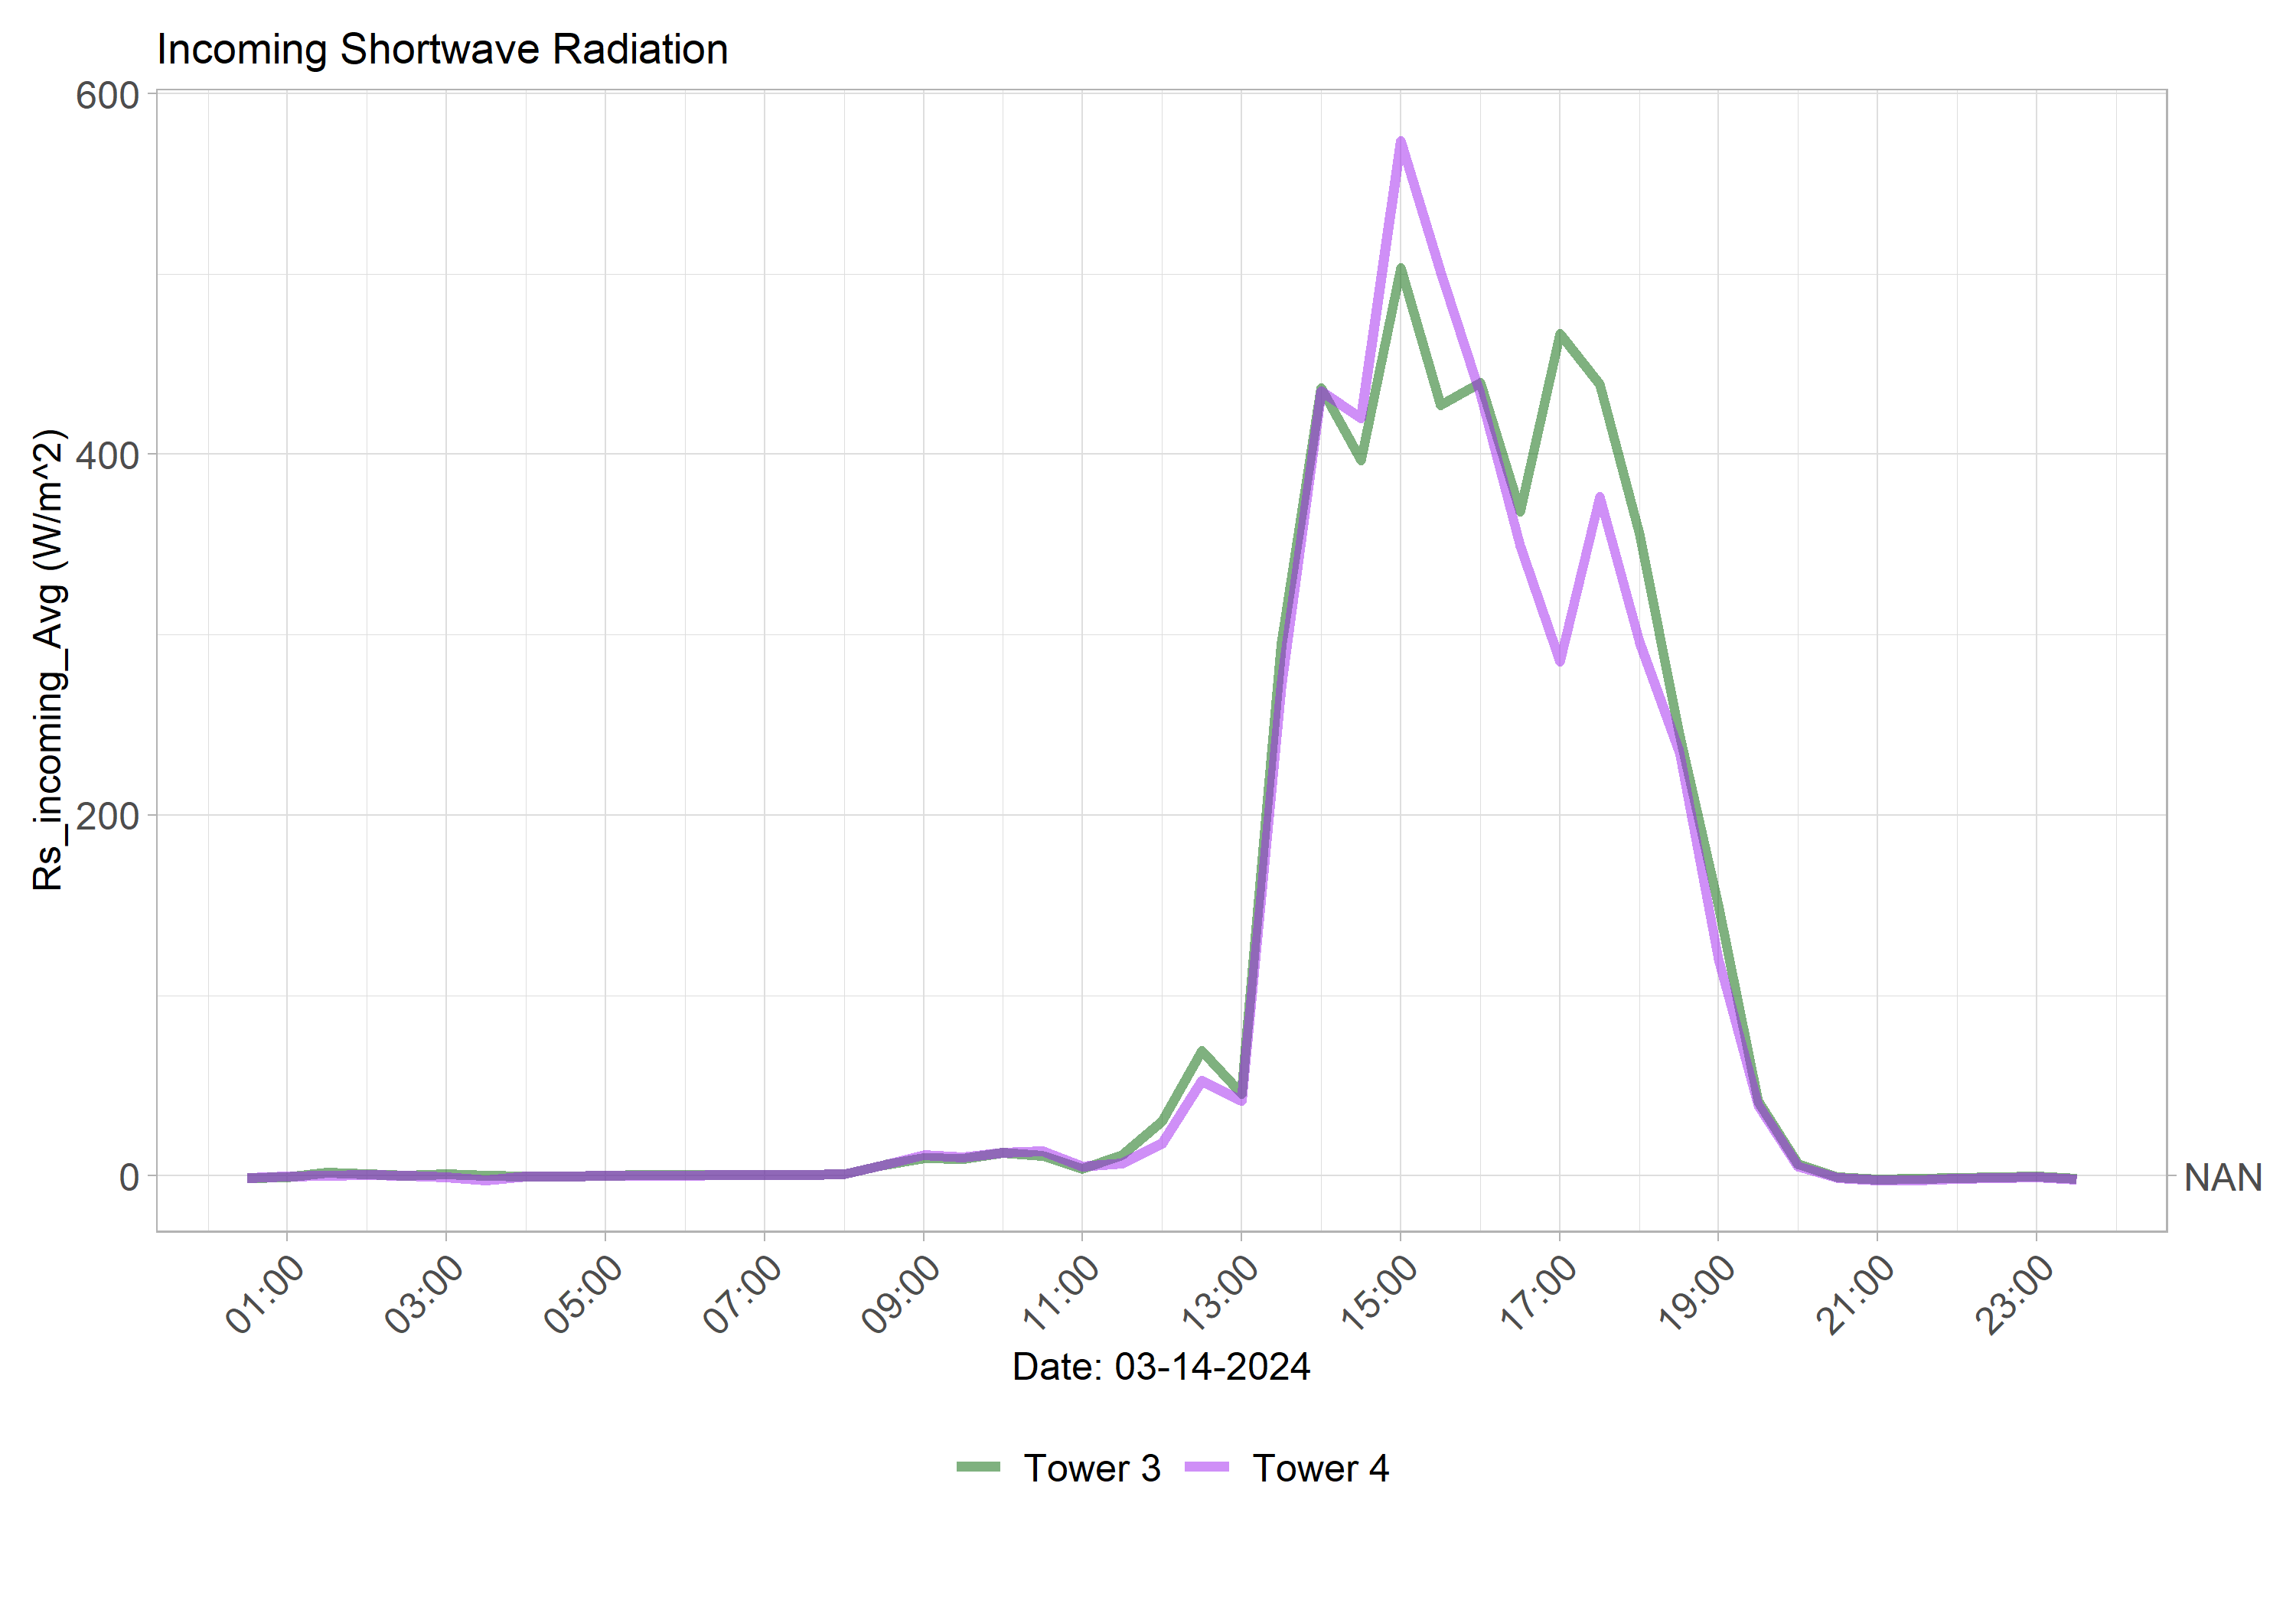 Incoming Shortwave Radiation
Rs_incoming_Avg (W/m^2)
600
400
200
0
NAN
01:00
03:00
05:00
07:00
09:00
11:00
13:00
15:00
17:00
19:00
21:00
23:00
Date: 03-14-2024
Tower 3
Tower 4